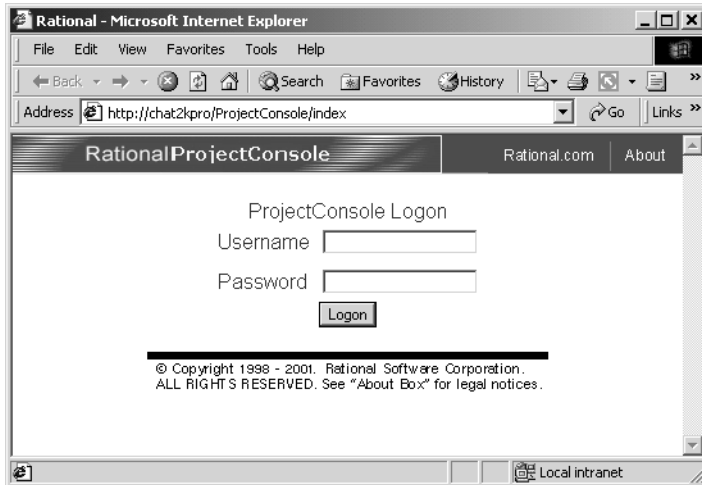 Rational - Microsoft Internet Explorer
File Edit View Favorites Tools Help
Back Search Favorites History »
Address http://chat2kpro/ProjectConsole/index Go Links »
RationalProjectConsole Rational.com About
ProjectConsole Logon
Username
Password
Logon
© Copyright 1998 - 2001. Rational Software Corporation.
ALL RIGHTS RESERVED. See "About Box" for legal notices.
Local intranet